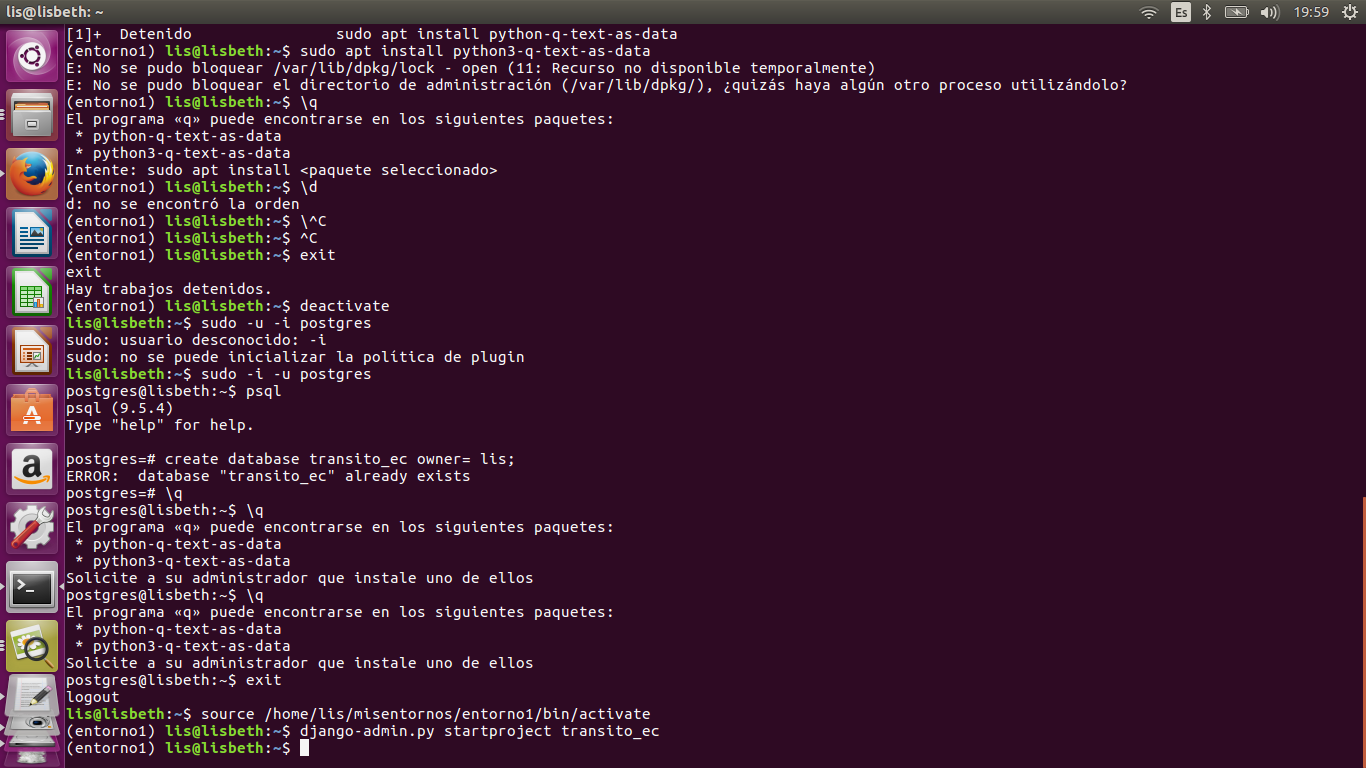 lis@lisbeth: ~
Es
19:59
[1]+  Detenido                sudo apt install python-q-text-as-data
(entorno1) lis@lisbeth:~$ sudo apt install python3-q-text-as-data
E: No se pudo bloquear /var/lib/dpkg/lock - open (11: Recurso no disponible temporalmente)
E: No se pudo bloquear el directorio de administración (/var/lib/dpkg/), ¿quizás haya algún otro proceso utilizándolo?
(entorno1) lis@lisbeth:~$ \q
El programa «q» puede encontrarse en los siguientes paquetes:
 * python-q-text-as-data
 * python3-q-text-as-data
Intente: sudo apt install <paquete seleccionado>
(entorno1) lis@lisbeth:~$ \d
d: no se encontró la orden
(entorno1) lis@lisbeth:~$ \^C
(entorno1) lis@lisbeth:~$ ^C
(entorno1) lis@lisbeth:~$ exit
exit
Hay trabajos detenidos.
(entorno1) lis@lisbeth:~$ deactivate
lis@lisbeth:~$ sudo -u -i postgres
sudo: usuario desconocido: -i
sudo: no se puede inicializar la política de plugin
lis@lisbeth:~$ sudo -i -u postgres
postgres@lisbeth:~$ psql
psql (9.5.4)
Type "help" for help.

postgres=# create database transito_ec owner= lis;
ERROR:  database "transito_ec" already exists
postgres=# \q
postgres@lisbeth:~$ \q
El programa «q» puede encontrarse en los siguientes paquetes:
 * python-q-text-as-data
 * python3-q-text-as-data
Solicite a su administrador que instale uno de ellos
postgres@lisbeth:~$ \q
El programa «q» puede encontrarse en los siguientes paquetes:
 * python-q-text-as-data
 * python3-q-text-as-data
Solicite a su administrador que instale uno de ellos
postgres@lisbeth:~$ exit
logout
lis@lisbeth:~$ source /home/lis/misentornos/entorno1/bin/activate
(entorno1) lis@lisbeth:~$ django-admin.py startproject transito_ec
(entorno1) lis@lisbeth:~$